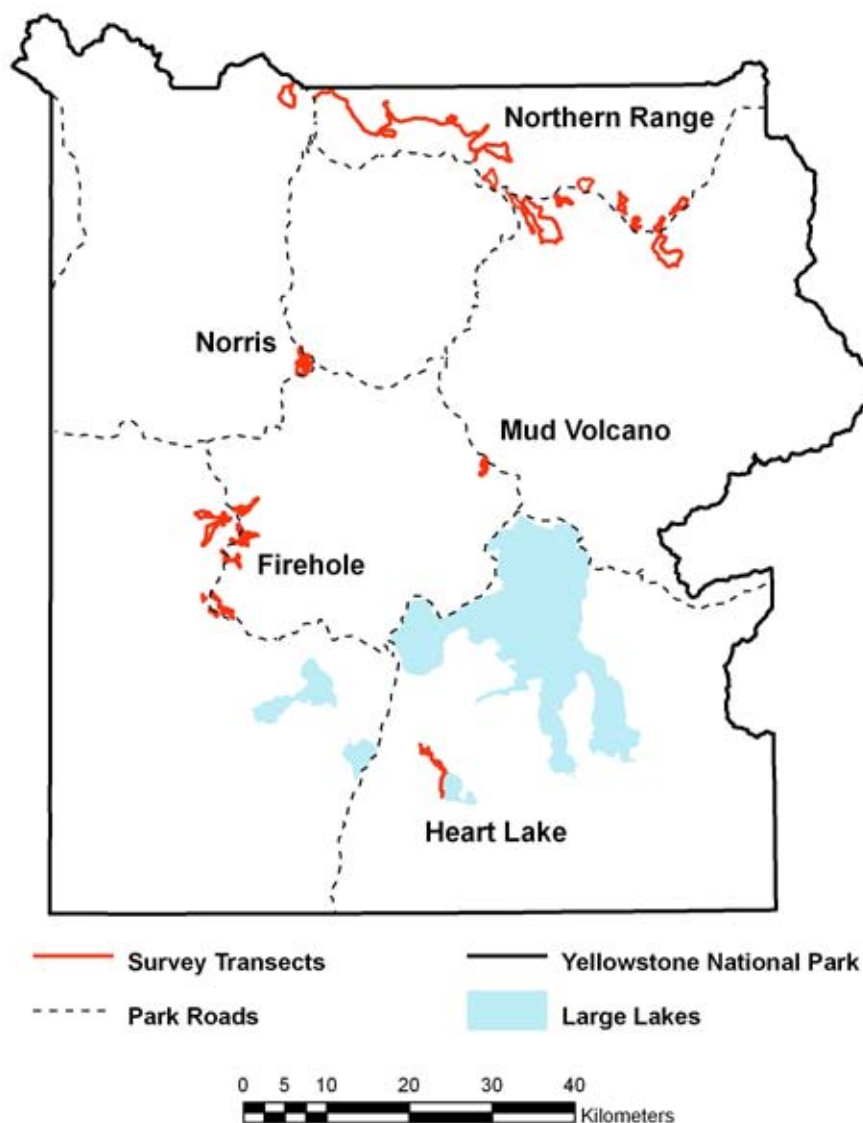 Northern Range
Norris
Mud Volcano
Firehole
Heart Lake
Survey Transects
Yellowstone National Park
Park Roads
Large Lakes
0 5 10 20 30 40
Kilometers